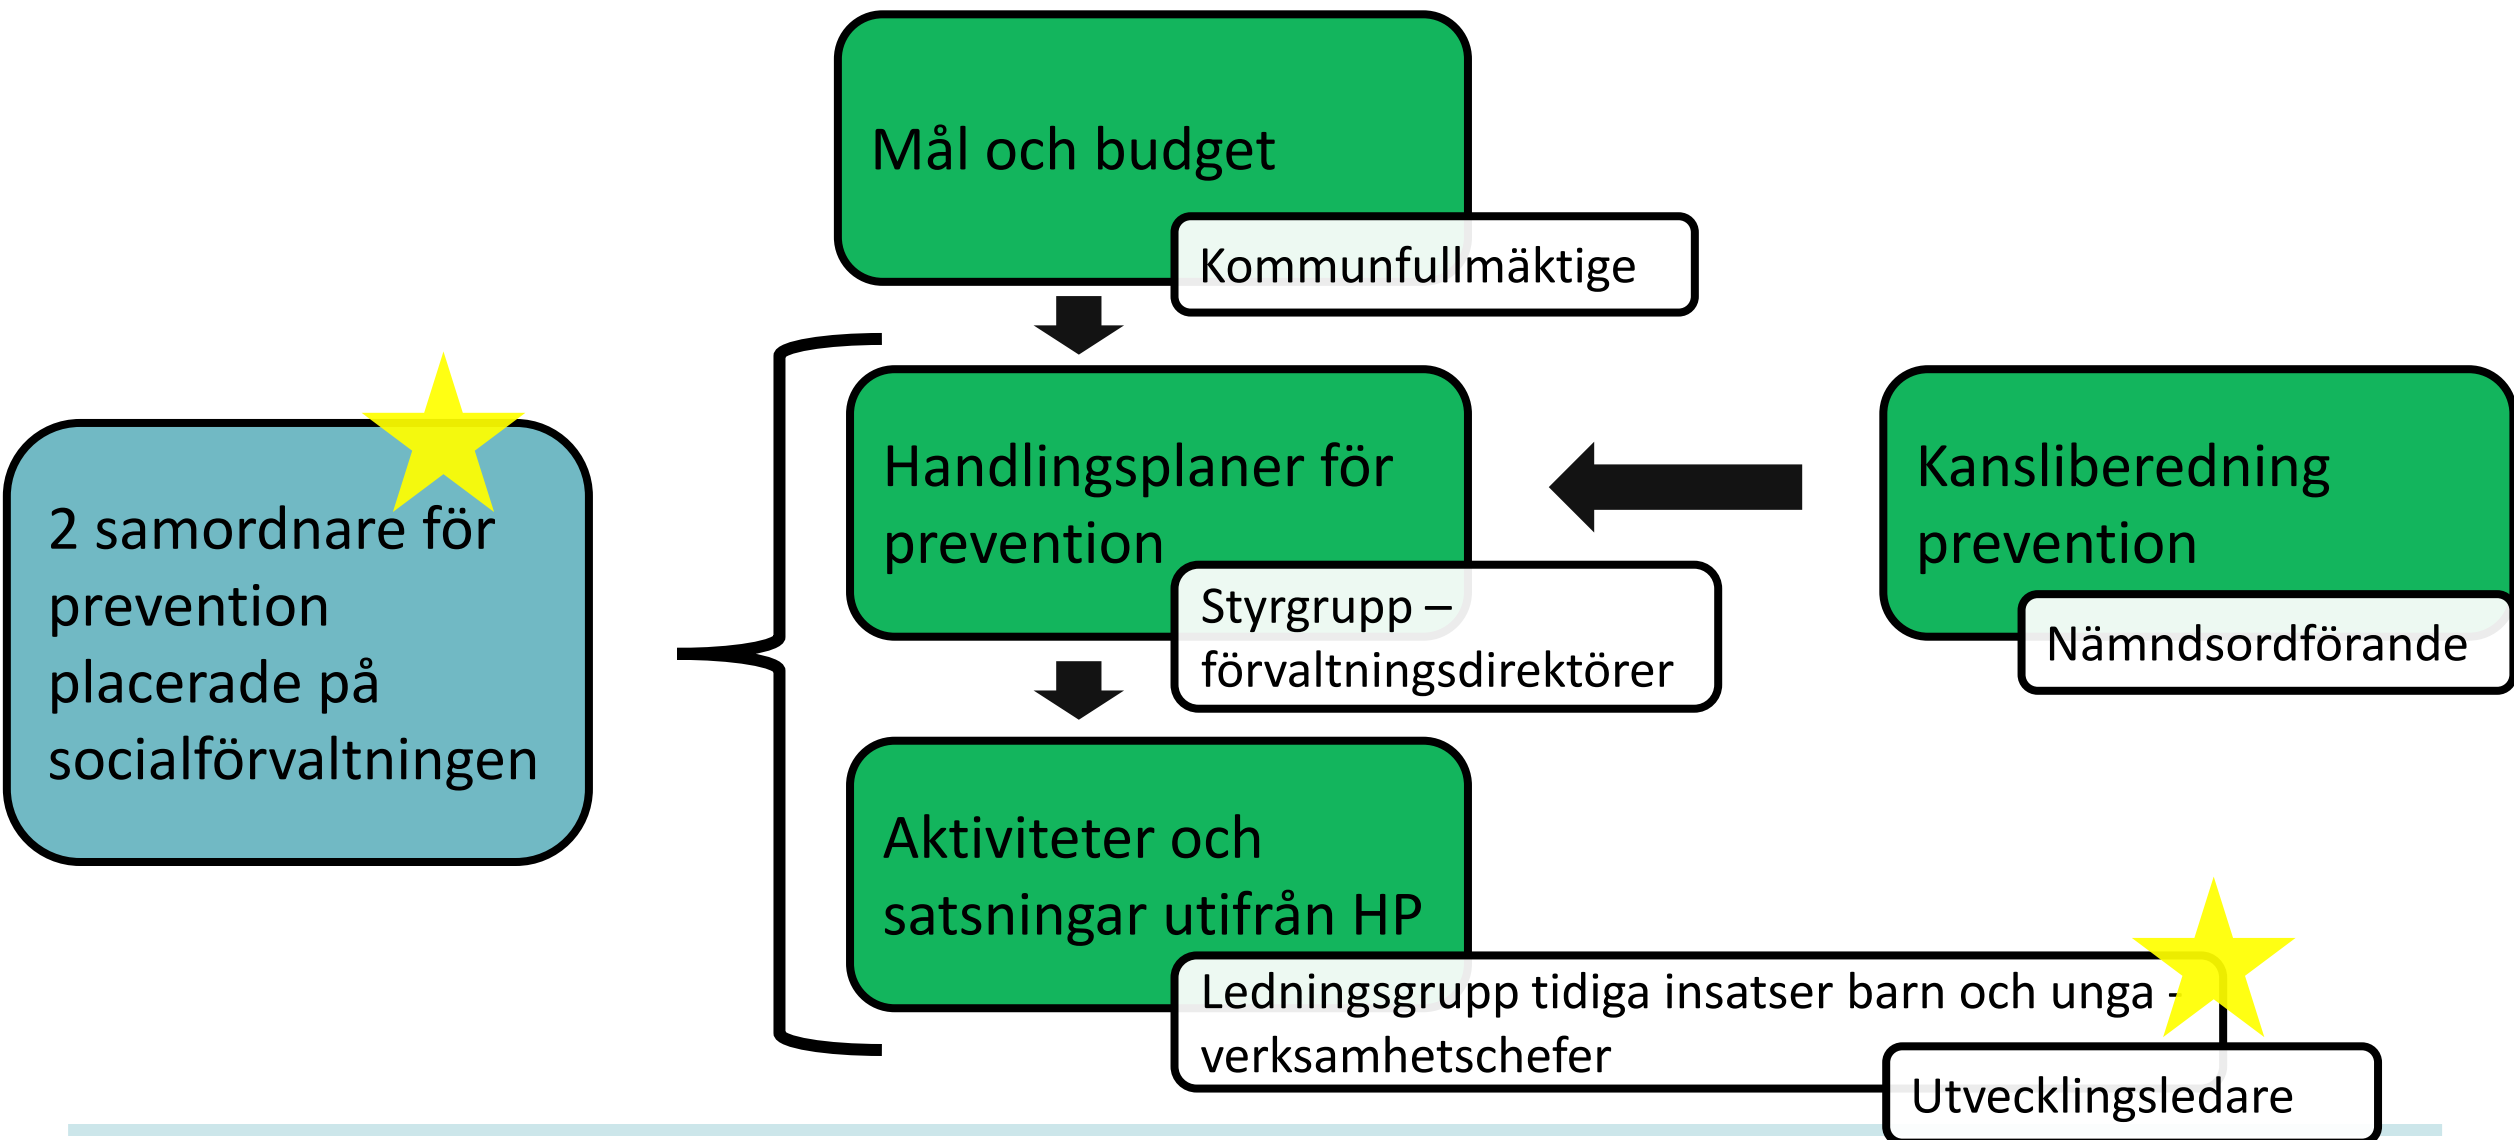 Mål och budget
Kommunfullmäktige
2 samordnare för
prevention
placerade på
socialförvaltningen
Handlingsplaner för
prevention
Styrgrupp –
förvaltningsdirektörer
Kansliberedning
prevention
Nämndsordförande
Aktiviteter och
satsningar utifrån HP
Ledningsgrupp tidiga insatser barn och unga -
verksamhetschefer
Utvecklingsledare